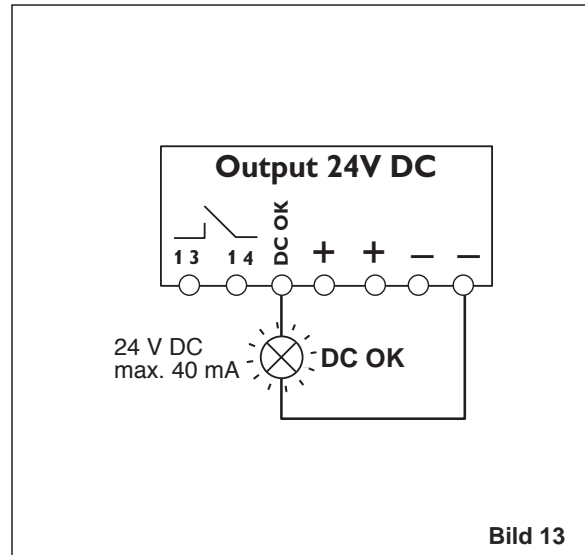 Output 24V DC
DC OK
13 14 + + – –
24 V DC
max. 40 mA
DC OK
Bild 13